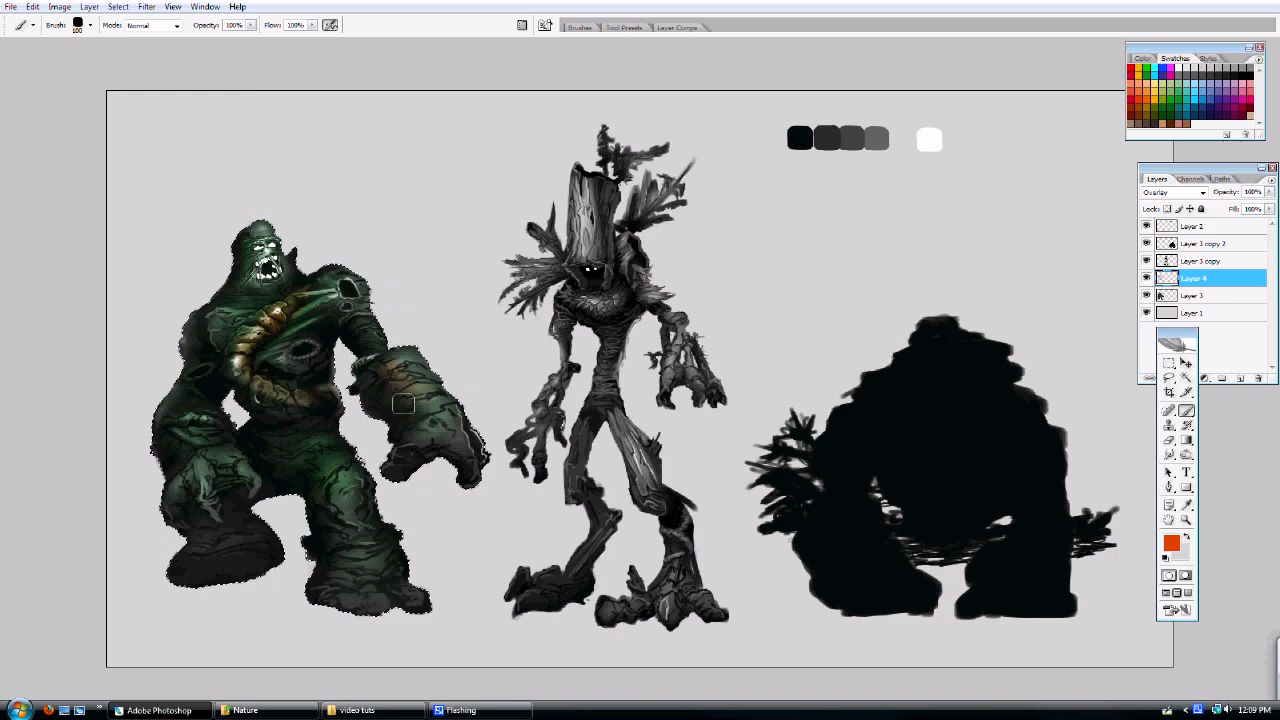 File Edit Image Layer Select Filter View Window Help
Brush: 100 Mode: Normal Opacity: 100% Flow: 100% Brushes Tool Presets Layer Comps
Color Swatches Styles
Layers Channels Paths
Overlay Opacity: 100%
Lock: Fill: 100%
Layer 2
Layer 3 copy 2
Layer 3 copy
Layer 4
Layer 3
Layer 1
Adobe Photoshop Nature video tuts Flashing 12:09 PM